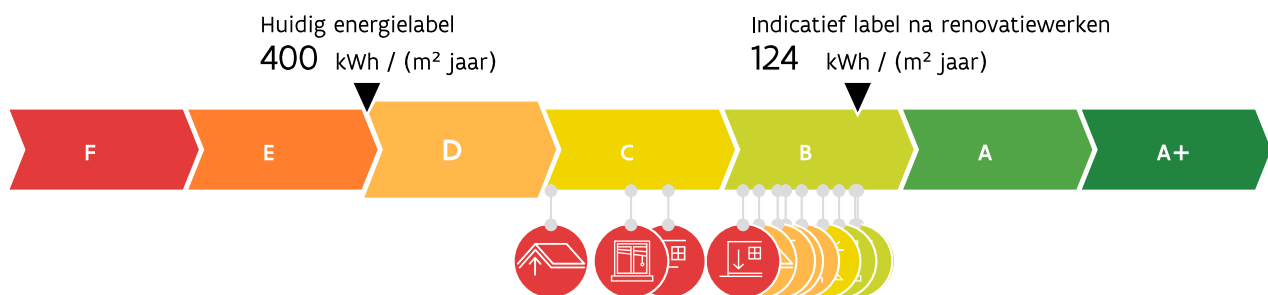 Huidig energielabel
400 kWh / (m² jaar)
Indicatief label na renovatiewerken
124 kWh / (m² jaar)
F E D C B A A+